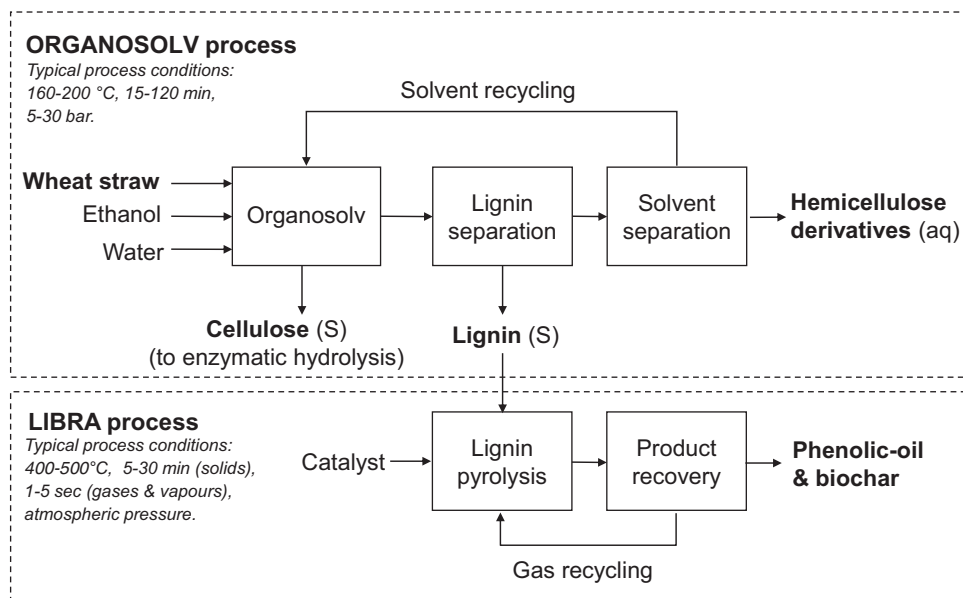 ORGANOSOLV process
Typical process conditions:
160-200 °C, 15-120 min,
5-30 bar.
Solvent recycling
Wheat straw
Ethanol
Water
Organosolv
Lignin
separation
Solvent
separation
Hemicellulose
derivatives (aq)
Cellulose (S)
(to enzymatic hydrolysis)
Lignin (S)
LIBRA process
Typical process conditions:
400-500°C, 5-30 min (solids),
1-5 sec (gases & vapours),
atmospheric pressure.
Catalyst
Lignin
pyrolysis
Product
recovery
Phenolic-oil
& biochar
Gas recycling